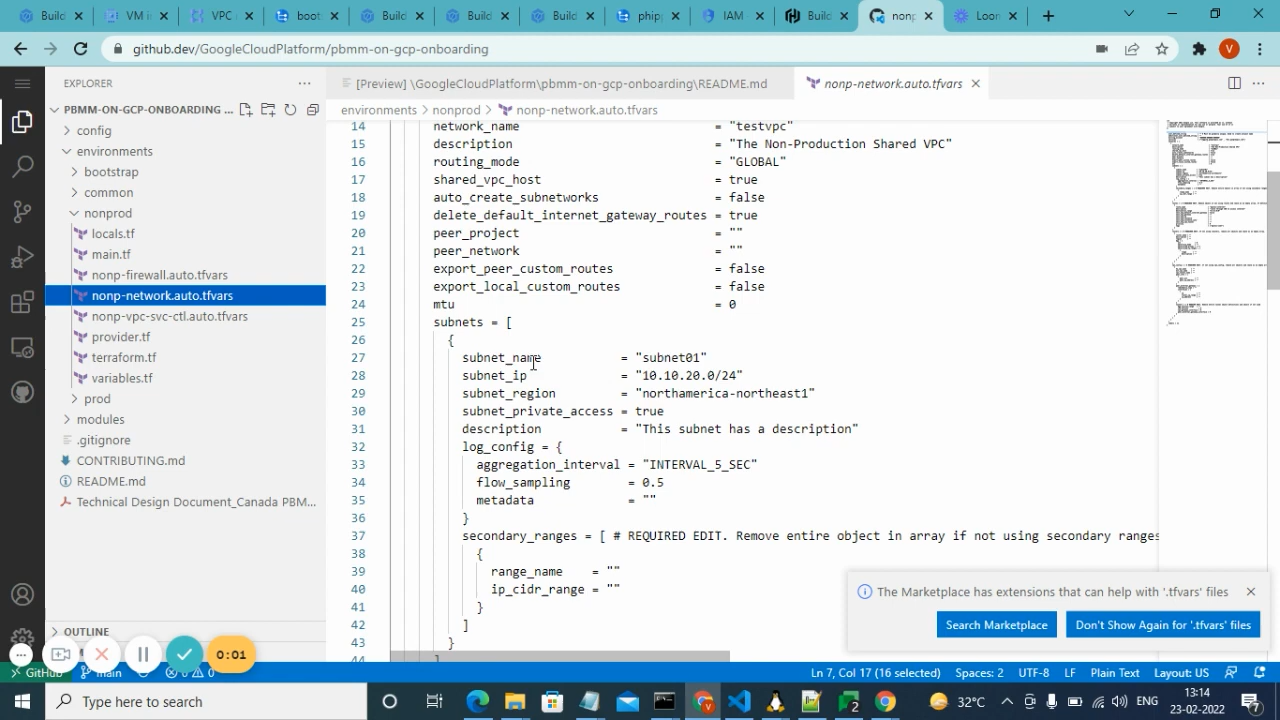 Build
VM in
VPC
boot
Build
Build
Build
php
IAM -
Build
nonp
Loon
github.dev/GoogleCloudPlatform/pbmm-on-gcp-onboarding
V
EXPLORER
[Preview] \GoogleCloudPlatform\pbmm-on-gcp-onboarding\README.md
nonp-network.auto.tfvars
PBMM-ON-GCP-ONBOARDING ...
environments > nonprod > nonp-network.auto.tfvars
config
environments
bootstrap
common
nonprod
locals.tf
main.tf
nonp-firewall.auto.tfvars
nonp-network.auto.tfvars
nonp-vpc-svc-ctl.auto.tfvars
provider.tf
terraform.tf
variables.tf
prod
modules
.gitignore
CONTRIBUTING.md
README.md
Technical Design Document_Canada PBM...
OUTLINE
14 network_name = "testvpc"
15 description = "The Non-Production Shared VPC"
16 routing_mode = "GLOBAL"
17 shared_vpc_host = true
18 auto_create_subnetworks = false
19 delete_default_internet_gateway_routes = true
20 peer_project = ""
21 peer_network = ""
22 export_peer_custom_routes = false
23 export_local_custom_routes = false
24 mtu = 0
25 subnets = [
26 {
27 subnet_name = "subnet01"
28 subnet_ip = "10.10.20.0/24"
29 subnet_region = "northamerica-northeast1"
30 subnet_private_access = true
31 description = "This subnet has a description"
32 log_config = {
33 aggregation_interval = "INTERVAL_5_SEC"
34 flow_sampling = 0.5
35 metadata = ""
36 }
37 secondary_ranges = [ # REQUIRED EDIT. Remove entire object in array if not using secondary ranges
38 {
39 range_name = ""
40 ip_cidr_range = ""
41 }
42 ]
43 }
44 ]
The Marketplace has extensions that can help with '.tfvars' files
Search Marketplace
Don't Show Again for '.tfvars' files
0:01
GitHub
main
0 0
Ln 7, Col 17 (16 selected)
Spaces: 2
UTF-8
LF
Plain Text
Layout: US
Type here to search
32°C
ENG
13:14
23-02-2022
7